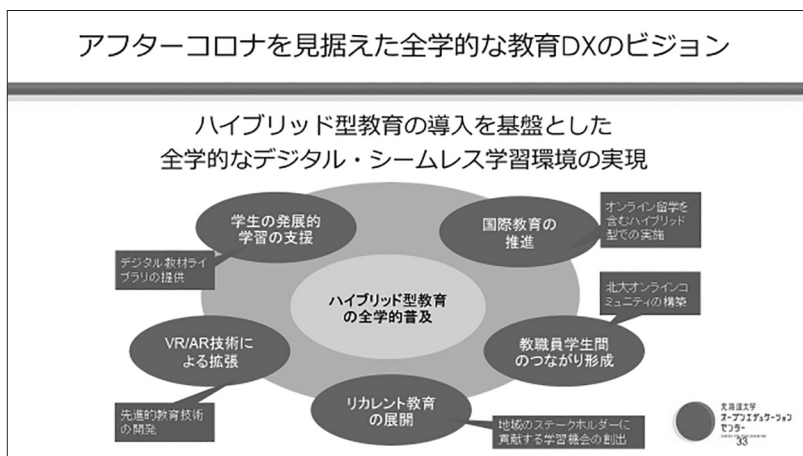 アフターコロナを見据えた全学的な教育DXのビジョン
ハイブリッド型教育の導入を基盤とした
全学的なデジタル・シームレス学習環境の実現
学生の発展的
学習の支援
デジタル教材ライ
ブラリの提供
国際教育の
推進
オンライン留学を
含むハイブリッド
型での実施
ハイブリッド型教育
の全学的普及
北大オンラインコ
ミュニティの構築
VR/AR技術に
よる拡張
教職員学生間
のつながり形成
先進的教育技術
の開発
リカレント教育
の展開
地域のステークホルダーに
貢献する学習機会の創出
北海道大学
オープンエデュケーション
センター
33